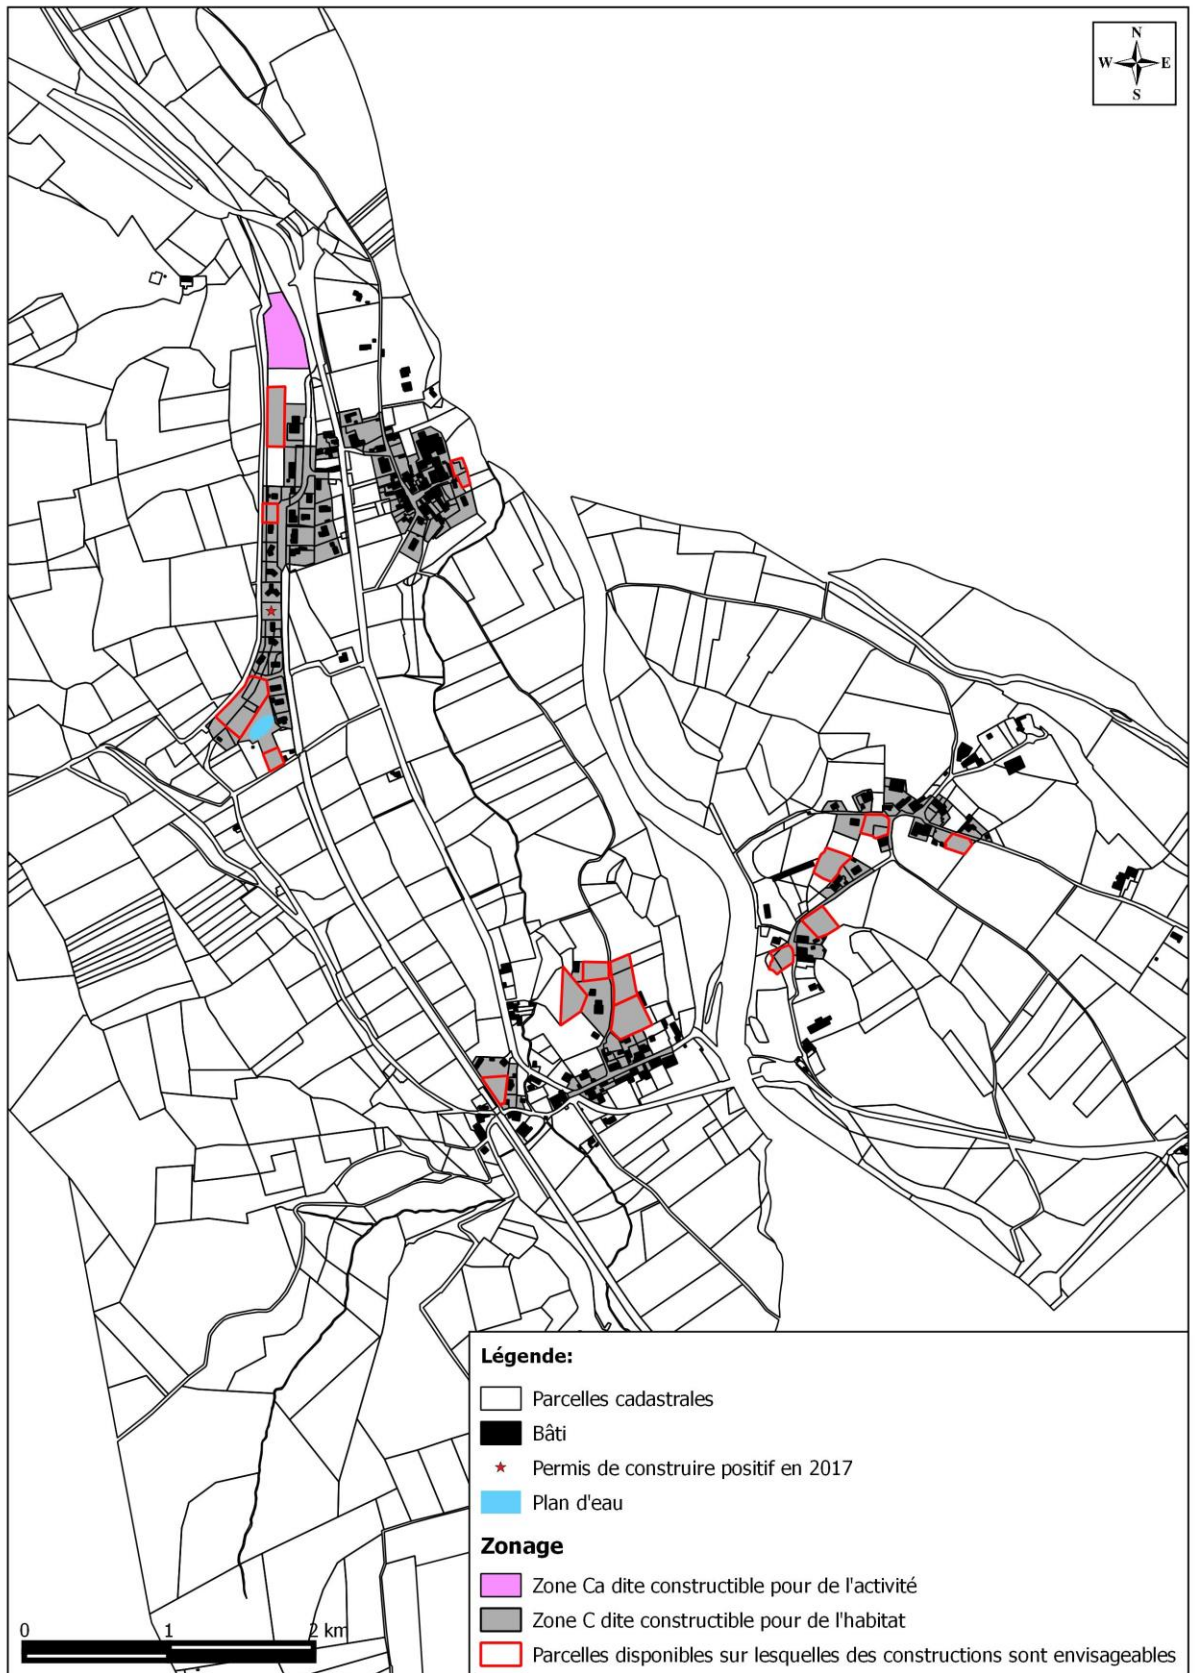 N
W E
S
Légende:
Parcelles cadastrales
Bâti
Permis de construire positif en 2017
Plan d'eau
Zonage
Zone Ca dite constructible pour de l'activité
Zone C dite constructible pour de l'habitat
Parcelles disponibles sur lesquelles des constructions sont envisageables
0 1 2 km